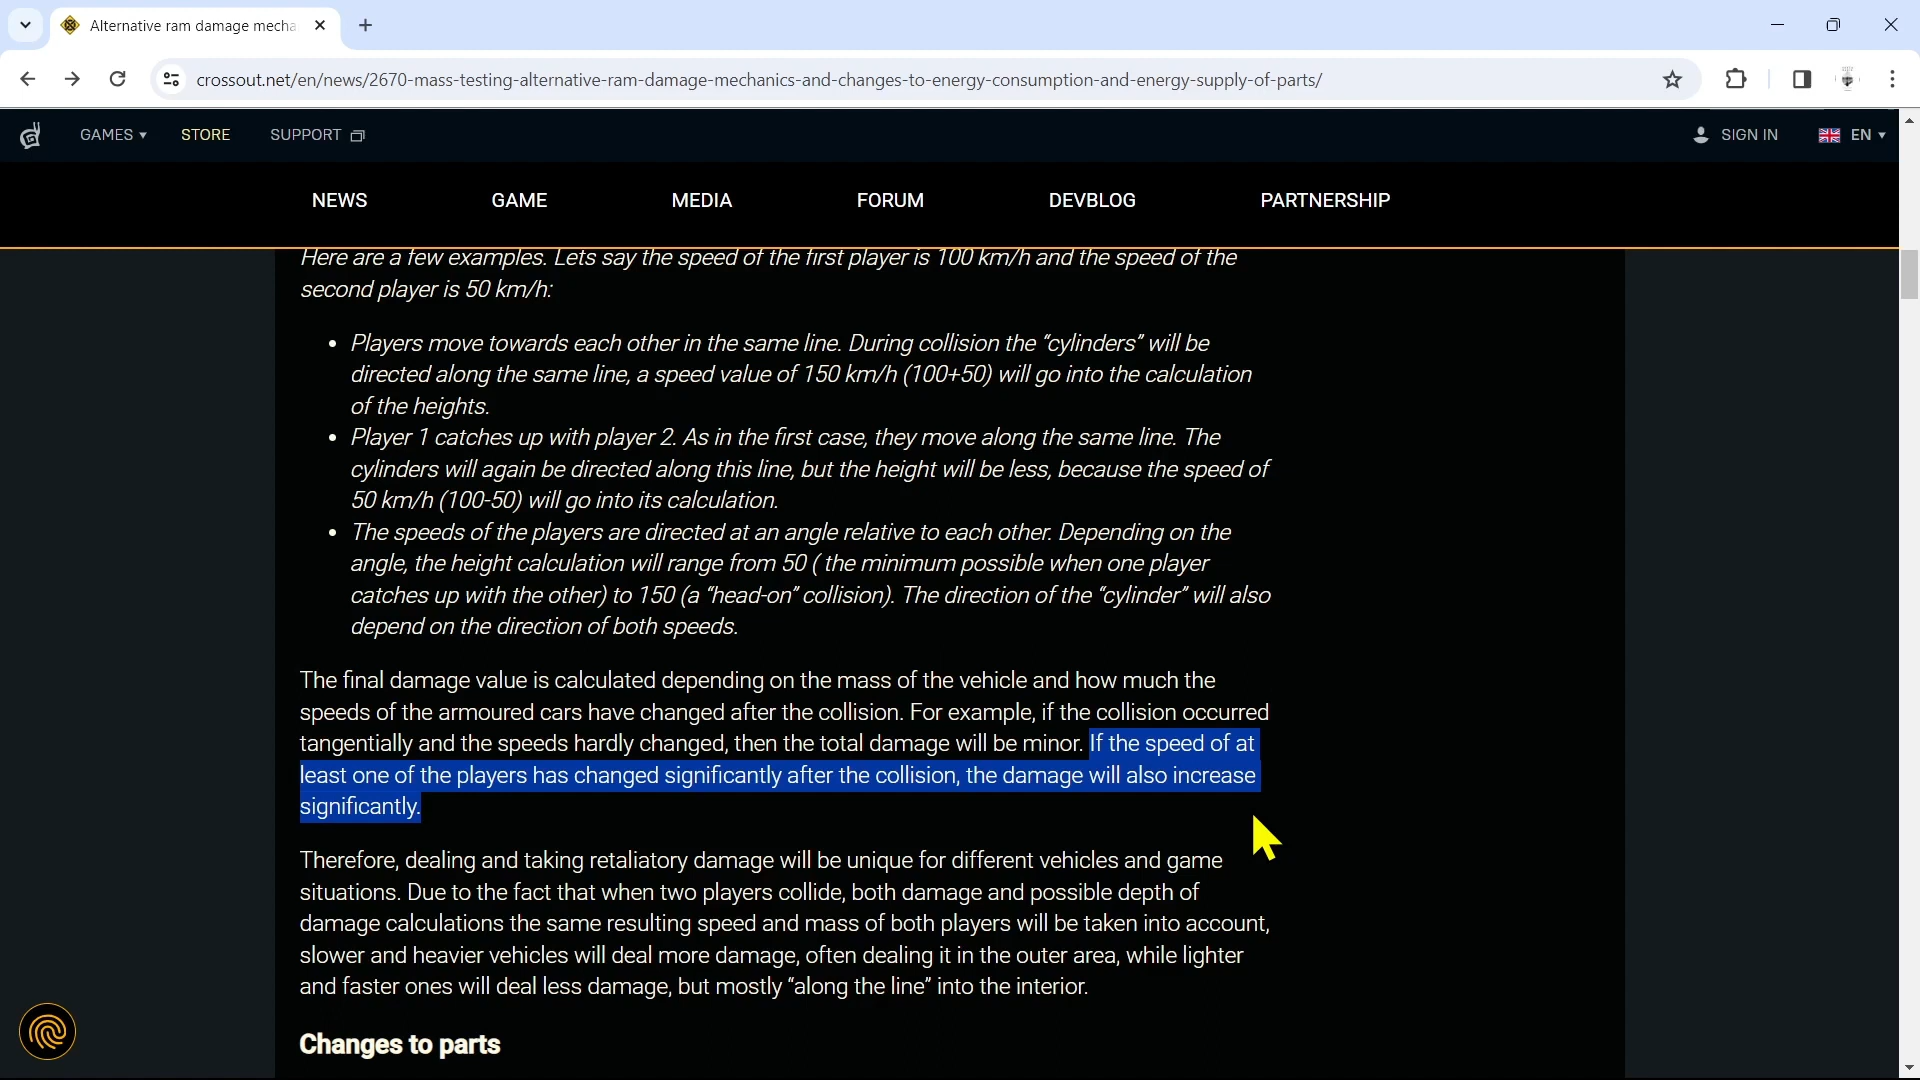 Alternative ram damage mecha
crossout.net/en/news/2670-mass-testing-alternative-ram-damage-mechanics-and-changes-to-energy-consumption-and-energy-supply-of-parts/
GAMES STORE SUPPORT SIGN IN EN
NEWS GAME MEDIA FORUM DEVBLOG PARTNERSHIP
Here are a few examples. Lets say the speed of the first player is 100 km/h and the speed of the
second player is 50 km/h:
• Players move towards each other in the same line. During collision the “cylinders” will be
directed along the same line, a speed value of 150 km/h (100+50) will go into the calculation
of the heights.
• Player 1 catches up with player 2. As in the first case, they move along the same line. The
cylinders will again be directed along this line, but the height will be less, because the speed of
50 km/h (100-50) will go into its calculation.
• The speeds of the players are directed at an angle relative to each other. Depending on the
angle, the height calculation will range from 50 ( the minimum possible when one player
catches up with the other) to 150 (a “head-on” collision). The direction of the “cylinder” will also
depend on the direction of both speeds.
The final damage value is calculated depending on the mass of the vehicle and how much the
speeds of the armoured cars have changed after the collision. For example, if the collision occurred
tangentially and the speeds hardly changed, then the total damage will be minor. If the speed of at
least one of the players has changed significantly after the collision, the damage will also increase
significantly.
Therefore, dealing and taking retaliatory damage will be unique for different vehicles and game
situations. Due to the fact that when two players collide, both damage and possible depth of
damage calculations the same resulting speed and mass of both players will be taken into account,
slower and heavier vehicles will deal more damage, often dealing it in the outer area, while lighter
and faster ones will deal less damage, but mostly “along the line” into the interior.
Changes to parts